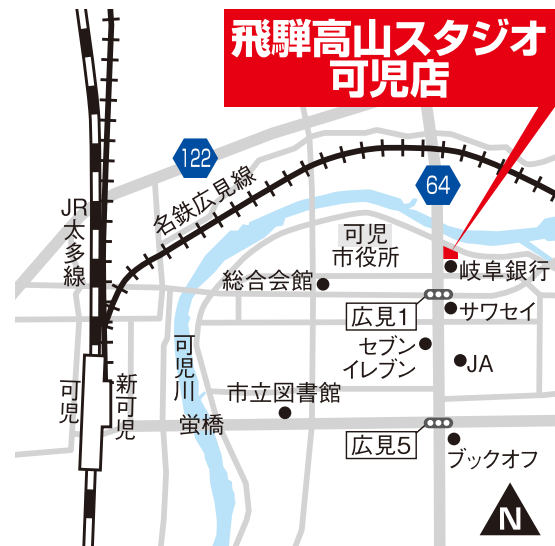 飛騨高山スタジオ
可児店
122
64
名鉄広見線
JR太多線
可児
市役所
岐阜銀行
総合会館
広見1
サワセイ
セブン
イレブン
JA
可児川
新可児
可児
市立図書館
蛍橋
広見5
ブックオフ
N